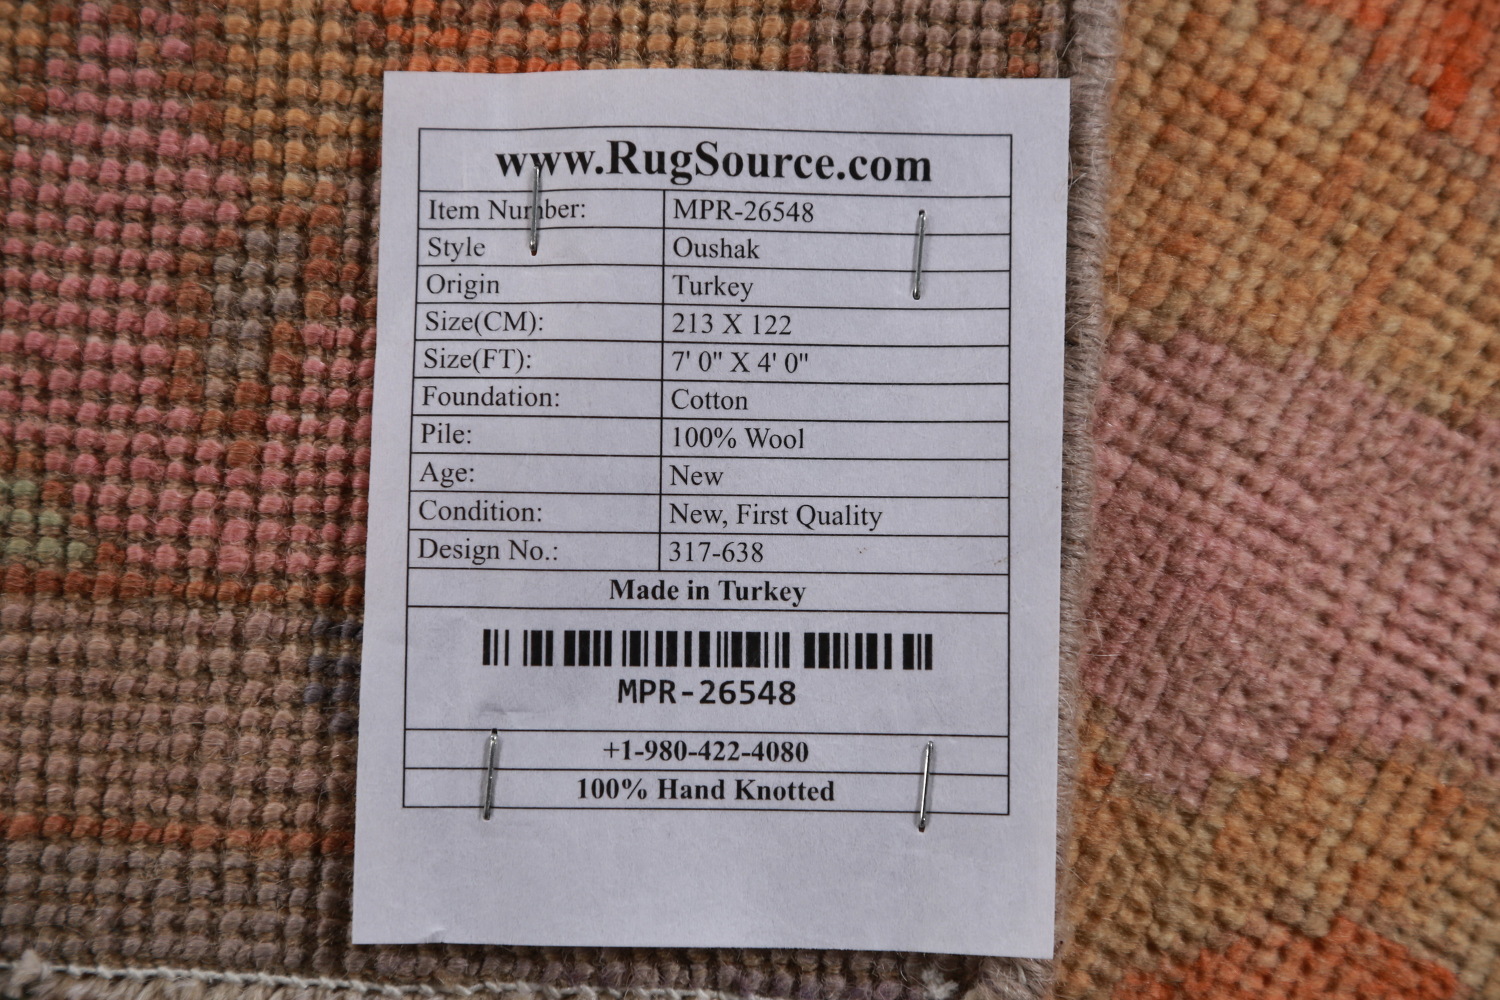 www.RugSource.com
Item Number: MPR-26548
Style Oushak
Origin Turkey
Size(CM): 213 X 122
Size(FT): 7' 0" X 4' 0"
Foundation: Cotton
Pile: 100% Wool
Age: New
Condition: New, First Quality
Design No.: 317-638
Made in Turkey
MPR-26548
+1-980-422-4080
100% Hand Knotted